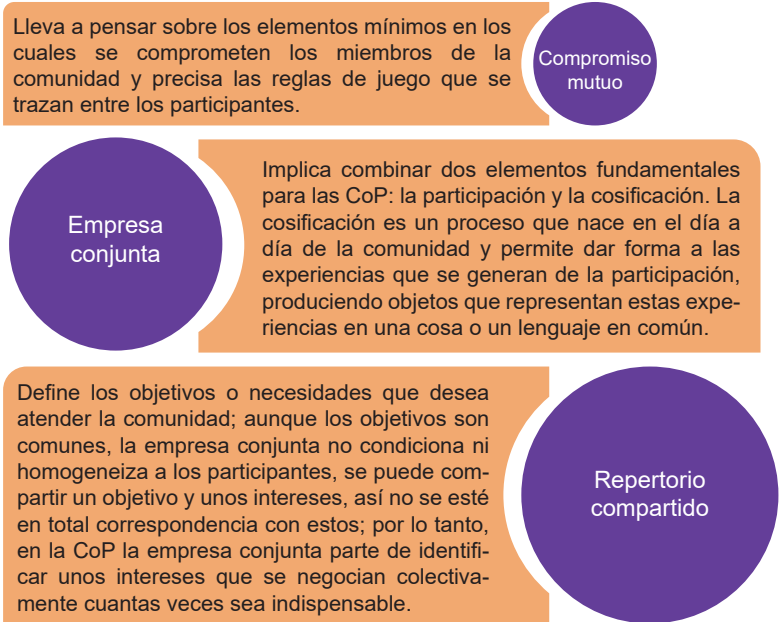 Lleva a pensar sobre los elementos mínimos en los
cuales se comprometen los miembros de la
comunidad y precisa las reglas de juego que se
trazan entre los participantes.
Compromiso
mutuo
Empresa
conjunta
Implica combinar dos elementos fundamentales
para las CoP: la participación y la cosificación. La
cosificación es un proceso que nace en el día a
día de la comunidad y permite dar forma a las
experiencias que se generan de la participación,
produciendo objetos que representan estas expe-
riencias en una cosa o un lenguaje en común.
Define los objetivos o necesidades que desea
atender la comunidad; aunque los objetivos son
comunes, la empresa conjunta no condiciona ni
homogeneiza a los participantes, se puede com-
partir un objetivo y unos intereses, así no se esté
en total correspondencia con estos; por lo tanto,
en la CoP la empresa conjunta parte de identifi-
car unos intereses que se negocian colectiva-
mente cuantas veces sea indispensable.
Repertorio
compartido